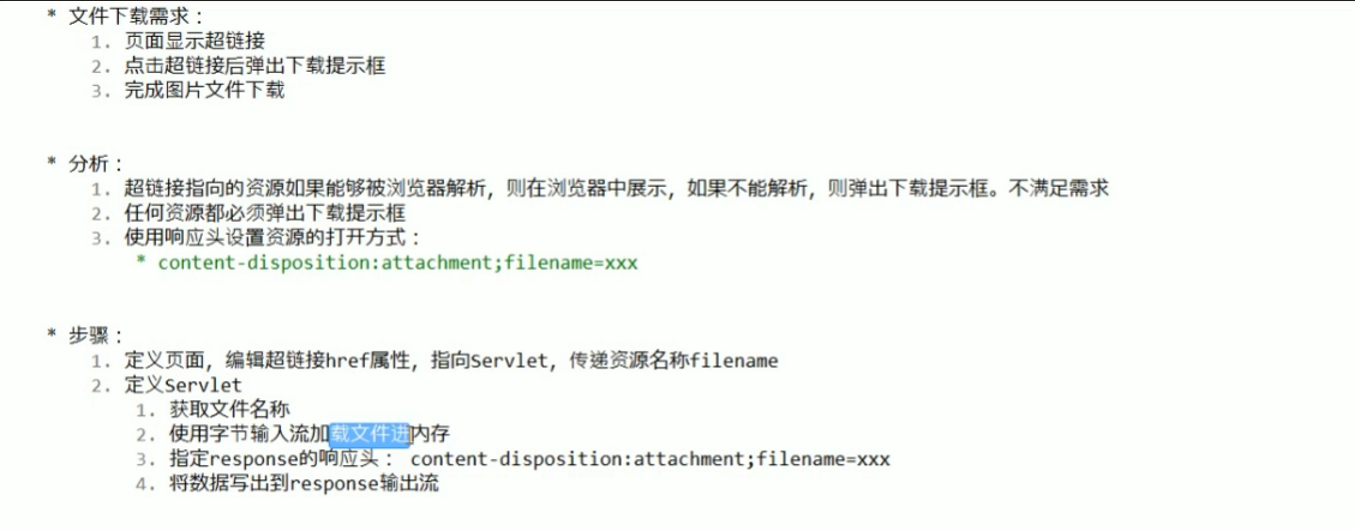 * 文件下载需求：
1. 页面显示超链接
2. 点击超链接后弹出下载提示框
3. 完成图片文件下载
* 分析：
1. 超链接指向的资源如果能够被浏览器解析，则在浏览器中展示，如果不能解析，则弹出下载提示框。不满足需求
2. 任何资源都必须弹出下载提示框
3. 使用响应头设置资源的打开方式：
* content-disposition:attachment;filename=xxx
* 步骤：
1. 定义页面，编辑超链接href属性，指向Servlet，传递资源名称filename
2. 定义Servlet
1. 获取文件名称
2. 使用字节输入流加载文件进内存
3. 指定response的响应头： content-disposition:attachment;filename=xxx
4. 将数据写出到response输出流